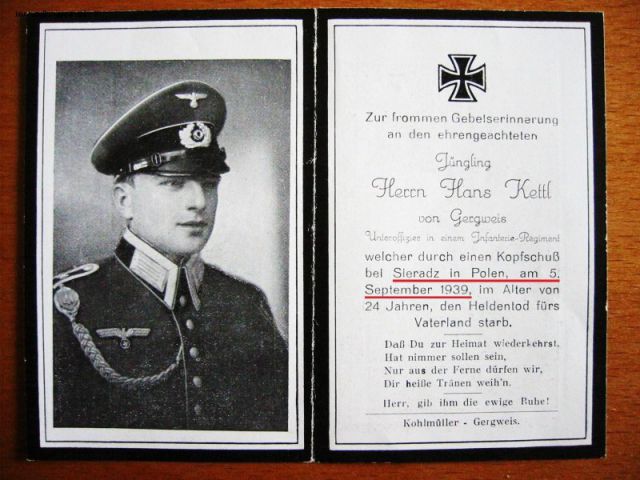 Zur frommen Gebetserinnerung
an den ehrengeachteten
Jüngling
Herrn Hans Kettl
von Gergweis
Unteroffizier in einem Infanterie-Regiment
welcher durch einen Kopfschuß
bei Sieradz in Polen, am 5.
September 1939, im Alter von
24 Jahren, den Heldentod fürs
Vaterland starb.
Daß Du zur Heimat wiederkehrst,
Hat nimmer sollen sein,
Nur aus der Ferne dürfen wir,
Dir heiße Tränen weih'n.
Herr, gib ihm die ewige Ruhe!
Kohlmüller - Gergweis.